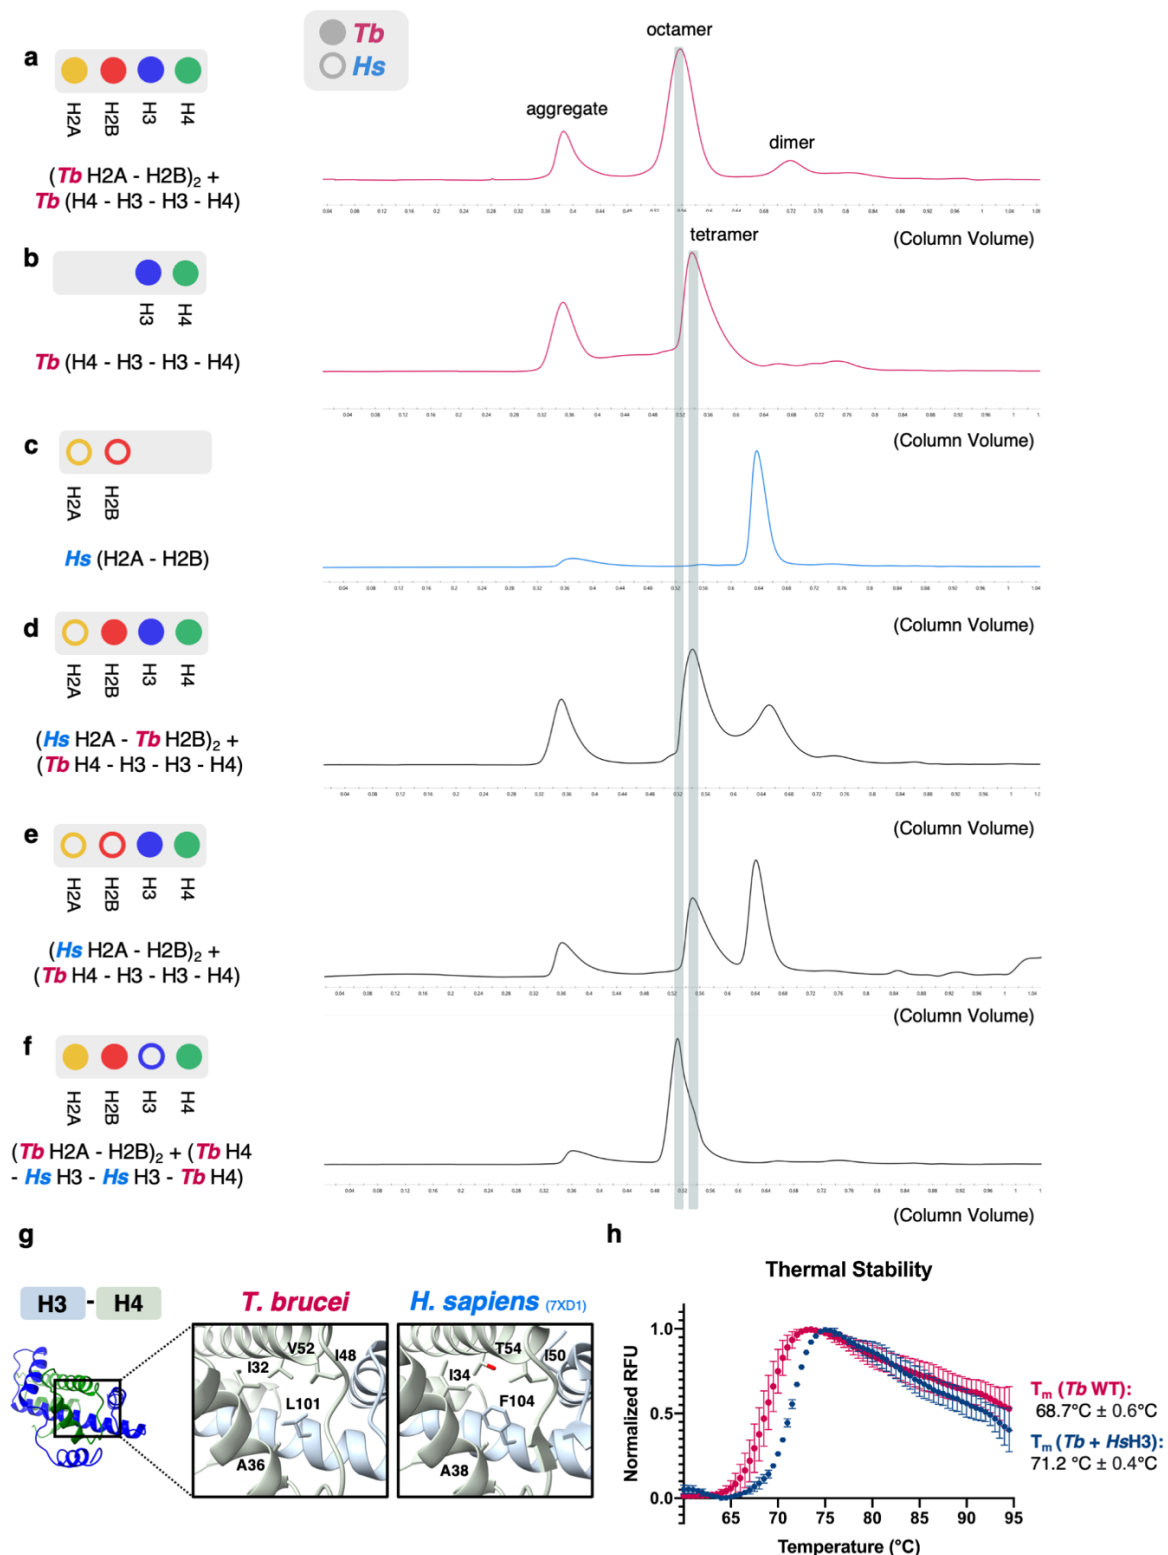 Tb
Hs
a
H2A
H2B
H3
H4
(Tb H2A - H2B)2 +
Tb (H4 - H3 - H3 - H4)
aggregate
octamer
dimer
(Column Volume)
b
H3
H4
Tb (H4 - H3 - H3 - H4)
tetramer
(Column Volume)
c
H2A
H2B
Hs (H2A - H2B)
(Column Volume)
d
H2A
H2B
H3
H4
(Hs H2A - Tb H2B)2 +
(Tb H4 - H3 - H3 - H4)
(Column Volume)
e
H2A
H2B
H3
H4
(Hs H2A - H2B)2 +
(Tb H4 - H3 - H3 - H4)
(Column Volume)
f
H2A
H2B
H3
H4
(Tb H2A - H2B)2 + (Tb H4
- Hs H3 - Hs H3 - Tb H4)
(Column Volume)
g
H3 - H4
T. brucei
V52
I32
I48
L101
A36
H. sapiens (7XD1)
T54
I50
I34
F104
A38
h
Thermal Stability
Normalized RFU
1.0
0.5
0.0
65 70 75 80 85 90 95
Temperature (°C)
Tm (Tb WT):
68.7°C ± 0.6°C
Tm (Tb + HsH3):
71.2 °C ± 0.4°C